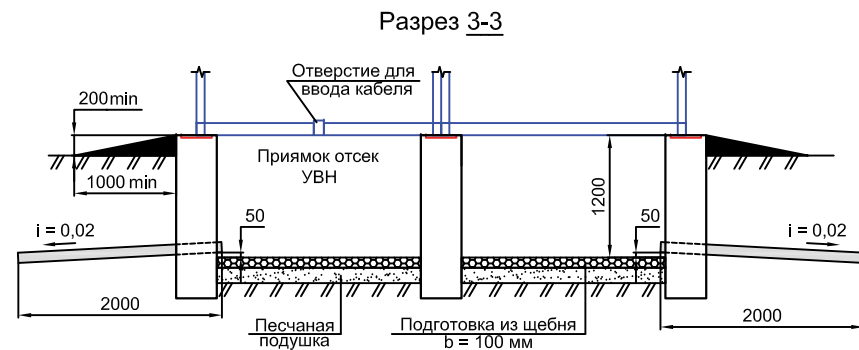 Разрез 3-3
Отверстие для
ввода кабеля
200min
Приямок отсек
УВН
1000 min
1200
i = 0,02
50
50
i = 0,02
2000
Песчаная
подушка
Подготовка из щебня
b = 100 мм
2000